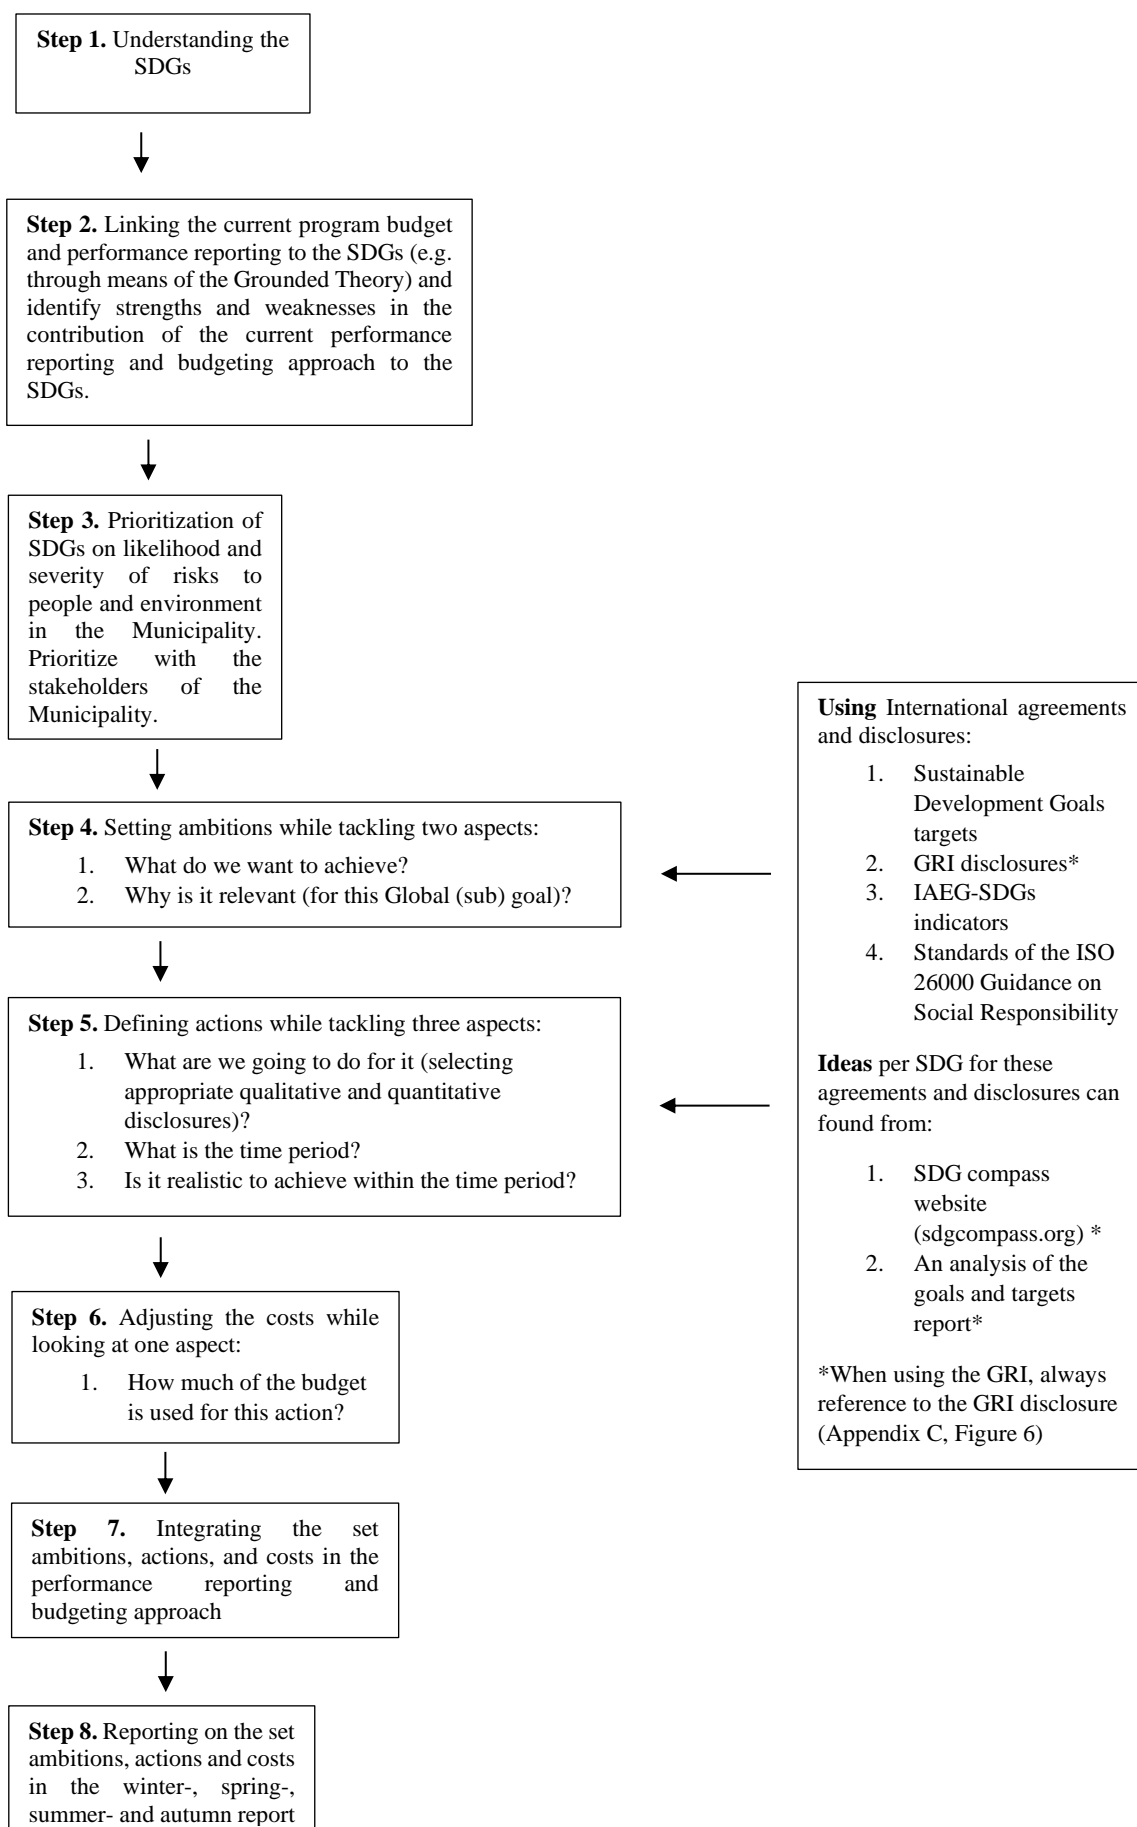 Step 1. Understanding the
SDGs
Step 2. Linking the current program budget
and performance reporting to the SDGs (e.g.
through means of the Grounded Theory) and
identify strengths and weaknesses in the
contribution of the current performance
reporting and budgeting approach to the
SDGs.
Step 3. Prioritization of
SDGs on likelihood and
severity of risks to
people and environment
in the Municipality.
Prioritize with the
stakeholders of the
Municipality.
Step 4. Setting ambitions while tackling two aspects:
1. What do we want to achieve?
2. Why is it relevant (for this Global (sub) goal)?
Step 5. Defining actions while tackling three aspects:
1. What are we going to do for it (selecting
appropriate qualitative and quantitative
disclosures)?
2. What is the time period?
3. Is it realistic to achieve within the time period?
Step 6. Adjusting the costs while
looking at one aspect:
1. How much of the budget
is used for this action?
Step 7. Integrating the set
ambitions, actions, and costs in the
performance reporting and
budgeting approach
Step 8. Reporting on the set
ambitions, actions and costs
in the winter-, spring-,
summer- and autumn report
Using International agreements
and disclosures:
1. Sustainable
Development Goals
targets
2. GRI disclosures*
3. IAEG-SDGs
indicators
4. Standards of the ISO
26000 Guidance on
Social Responsibility
Ideas per SDG for these
agreements and disclosures can
found from:
1. SDG compass
website
(sdgcompass.org) *
2. An analysis of the
goals and targets
report*
*When using the GRI, always
reference to the GRI disclosure
(Appendix C, Figure 6)